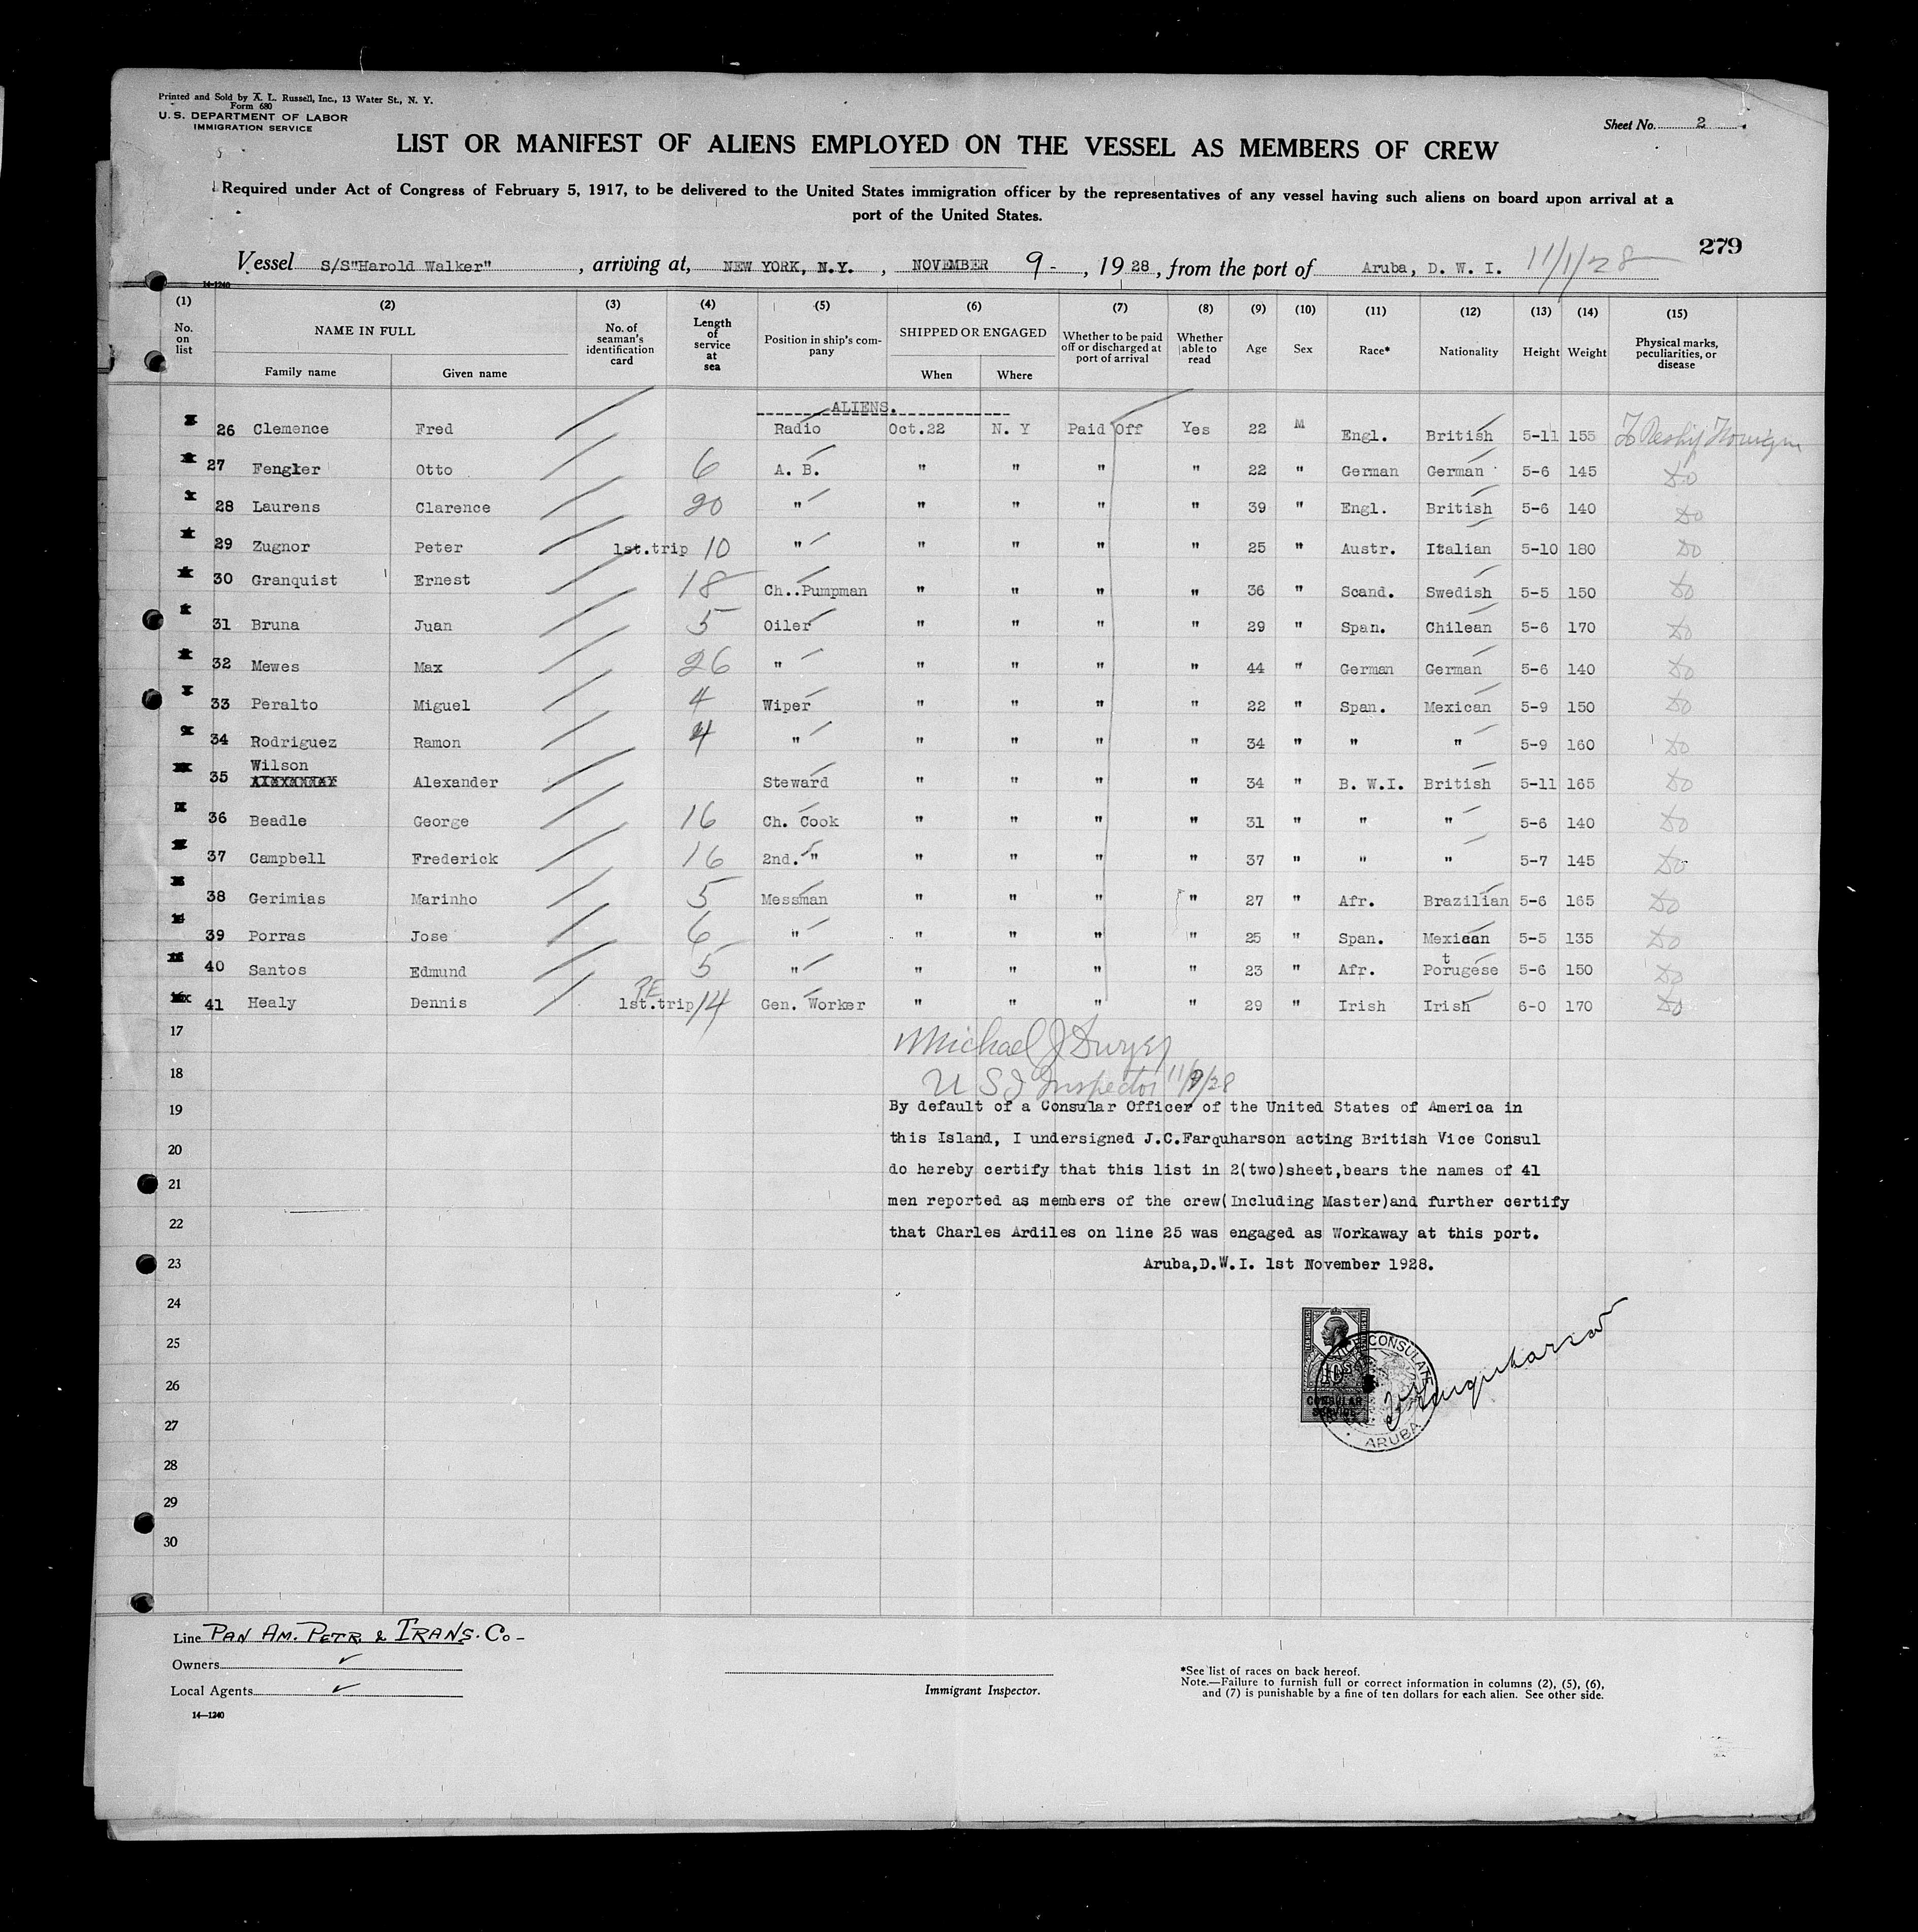 Printed and Sold by A. L. Russell, Inc., 13 Water St., N. Y.
Form 680
U. S. DEPARTMENT OF LABOR
IMMIGRATION SERVICE
Sheet No. 2
LIST OR MANIFEST OF ALIENS EMPLOYED ON THE VESSEL AS MEMBERS OF CREW
Required under Act of Congress of February 5, 1917, to be delivered to the United States immigration officer by the representatives of any vessel having such aliens on board upon arrival at a
port of the United States.
279
Vessel S/S"Harold Walker", arriving at, NEW YORK, N.Y., NOVEMBER 9-, 1928, from the port of Aruba, D. W. I. 11/1/28
14-1240
(1) (2) (3) (4) (5) (6) (7) (8) (9) (10) (11) (12) (13) (14) (15)
No. on list NAME IN FULL Family name Given name No. of seaman's identification card Length of service at sea Position in ship's company SHIPPED OR ENGAGED When Where Whether to be paid off or discharged at port of arrival Whether able to read Age Sex Race* Nationality Height Weight Physical marks, peculiarities, or disease
ALIENS.
26 Clemence Fred Radio Oct.22 N. Y Paid Off Yes 22 M Engl. British 5-11 155 To Reship Foreign
27 Fengler Otto 6 A. B. " " " " 22 " German German 5-6 145 Do
28 Laurens Clarence 20 " " " " " 39 " Engl. British 5-6 140 Do
29 Zugnor Peter 1st.trip 10 " " " " " 25 " Austr. Italian 5-10 180 Do
30 Granquist Ernest 18 Ch..Pumpman " " " " 36 " Scand. Swedish 5-5 150 Do
31 Bruna Juan 5 Oiler " " " " 29 " Span. Chilean 5-6 170 Do
32 Mewes Max 26 " " " " " 44 " German German 5-6 140 Do
33 Peralto Miguel 4 Wiper " " " " 22 " Span. Mexican 5-9 150 Do
34 Rodriguez Ramon 4 " " " " " 34 " " " 5-9 160 Do
Wilson
35 Alexander Steward " " " " 34 " B. W.I. British 5-11 165 Do
36 Beadle George 16 Ch. Cook " " " " 31 " " " 5-6 140 Do
37 Campbell Frederick 16 2nd. " " " " " 37 " " " 5-7 145 Do
38 Gerimias Marinho 5 Messman " " " " 27 " Afr. Brazilian 5-6 165 Do
39 Porras Jose 6 " " " " " 25 " Span. Mexican 5-5 135 Do
40 Santos Edmund 5 " " " " " 23 " Afr. Portugese 5-6 150 Do
41 Healy Dennis PE 1st.trip 14 Gen. Worker " " " " 29 " Irish Irish 6-0 170 Do
17
Michael J Dwyer
18
U S I Inspector 11/9/28
19
By default of a Consular Officer of the United States of America in
this Island, I undersigned J.C.Farquharson acting British Vice Consul
20
do hereby certify that this list in 2(two)sheet,bears the names of 41
21
men reported as members of the crew(Including Master)and further certify
22
that Charles Ardiles on line 25 was engaged as Workaway at this port.
23
Aruba,D.W.I. 1st November 1928.
24
25
26
27
28
29
30
CONSULAR
SERVICE
VICE CONSULATE
ARUBA
Farquharson
Line PAN AM. PETR. & TRANS. Co-
Owners
Local Agents
14—1240
Immigrant Inspector.
*See list of races on back hereof.
Note.—Failure to furnish full or correct information in columns (2), (5), (6),
and (7) is punishable by a fine of ten dollars for each alien. See other side.